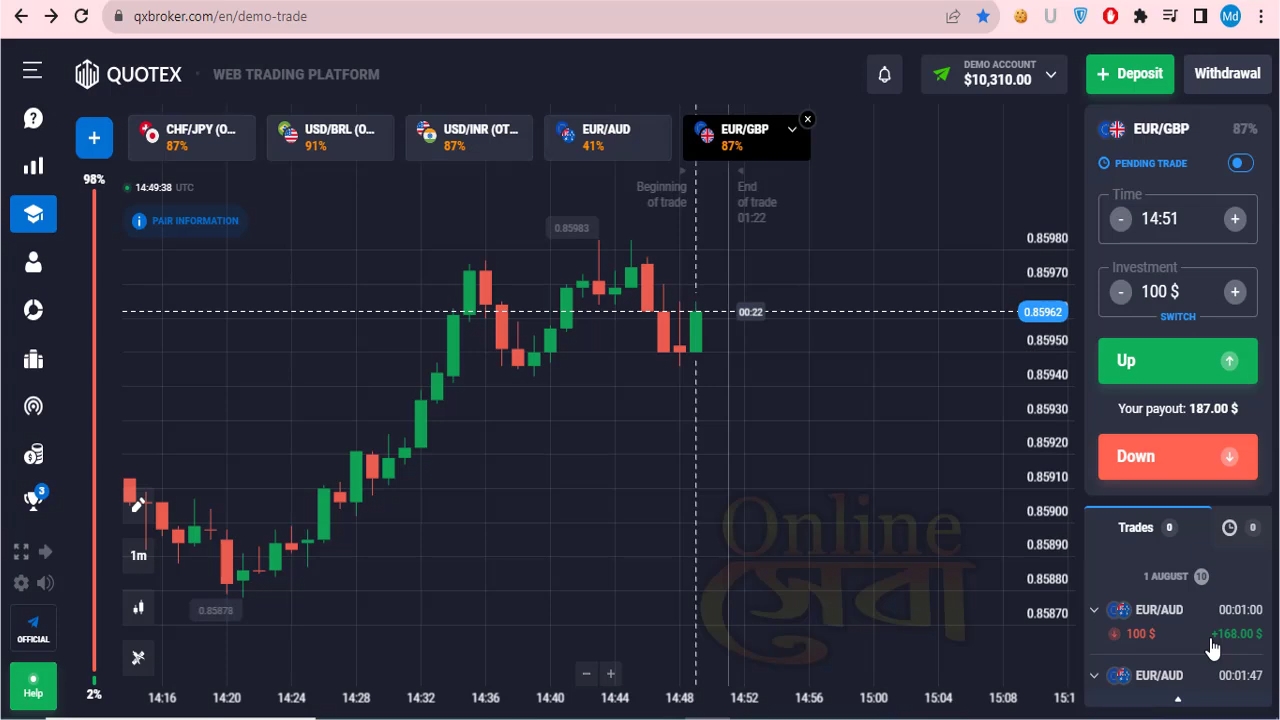 qxbroker.com/en/demo-trade
Md
QUOTEX
WEB TRADING PLATFORM
DEMO ACCOUNT
$10,310.00
+ Deposit
Withdrawal
+
CHF/JPY (O...
87%
USD/BRL (O...
91%
USD/INR (OT...
87%
EUR/AUD
41%
EUR/GBP
87%
EUR/GBP 87%
PENDING TRADE
98%
14:49:38 UTC
PAIR INFORMATION
Beginning
of trade
End
of trade
01:22
Time
- 14:51 +
Investment
- 100 $ +
SWITCH
Up
Your payout: 187.00 $
Down
0.85983
0.85980
0.85970
0.85962
00:22
0.85950
0.85940
0.85930
0.85920
0.85910
0.85900
0.85890
0.85880
0.85870
0.85878
1m
3
OFFICIAL
Help
2%
Online
সেবা
Trades 0
0
1 AUGUST 10
EUR/AUD 00:01:00
100 $ +168.00 $
EUR/AUD 00:01:47
- +
14:16 14:20 14:24 14:28 14:32 14:36 14:40 14:44 14:48 14:52 14:56 15:00 15:04 15:08 15:1